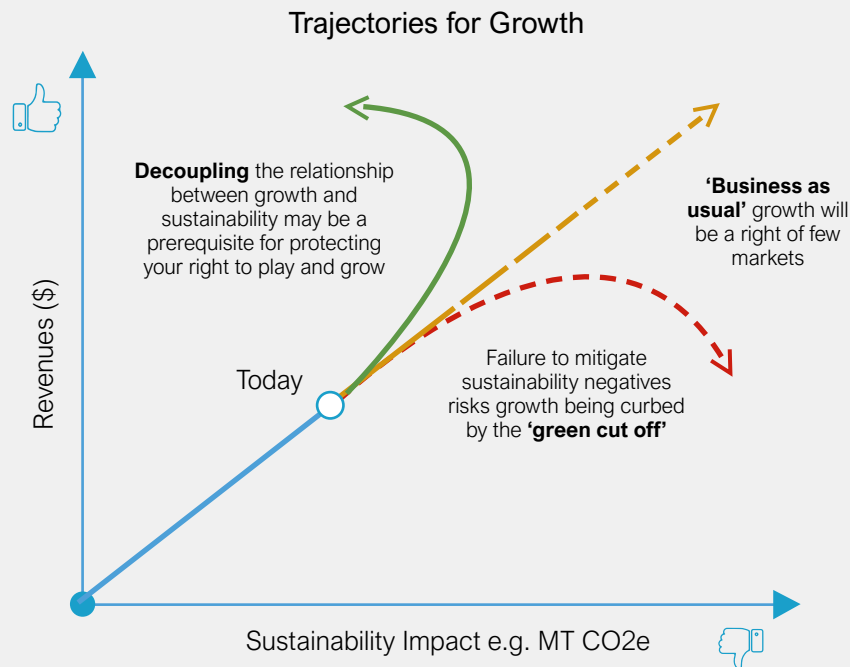 Trajectories for Growth
Decoupling the relationship
between growth and
sustainability may be a
prerequisite for protecting
your right to play and grow
‘Business as
usual’ growth will
be a right of few
markets
Revenues ($)
Today
Failure to mitigate
sustainability negatives
risks growth being curbed
by the ‘green cut off’
Sustainability Impact e.g. MT CO2e